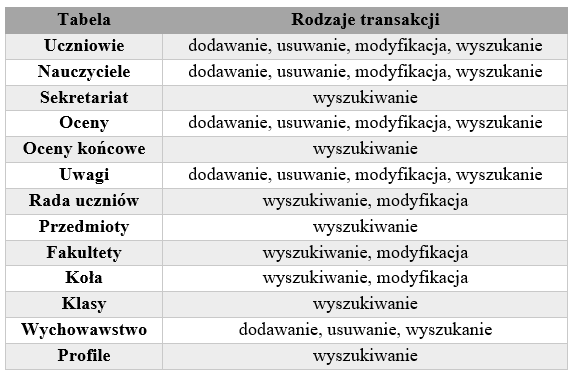 Tabela Rodzaje transakcji
Uczniowie dodawanie, usuwanie, modyfikacja, wyszukanie
Nauczyciele dodawanie, usuwanie, modyfikacja, wyszukanie
Sekretariat wyszukiwanie
Oceny dodawanie, usuwanie, modyfikacja, wyszukanie
Oceny końcowe wyszukiwanie
Uwagi dodawanie, usuwanie, modyfikacja, wyszukanie
Rada uczniów wyszukiwanie, modyfikacja
Przedmioty wyszukiwanie
Fakultety wyszukiwanie, modyfikacja
Koła wyszukiwanie, modyfikacja
Klasy wyszukiwanie
Wychowawstwo dodawanie, usuwanie, wyszukanie
Profile wyszukiwanie